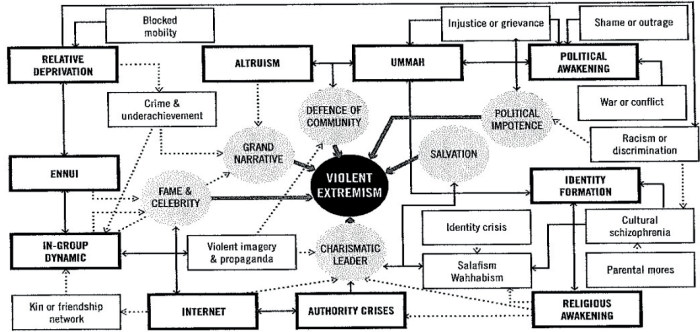 Blocked
mobilty
Injustice or grievance
Shame or outrage
RELATIVE
DEPRIVATION
ALTRUISM
UMMAH
POLITICAL
AWAKENING
Crime &
underachievement
DEFENCE OF
COMMUNITY
POLITICAL
IMPOTENCE
War or conflict
GRAND
NARRATIVE
SALVATION
Racism or
discrimination
ENNUI
FAME &
CELEBRITY
VIOLENT
EXTREMISM
IDENTITY
FORMATION
IN-GROUP
DYNAMIC
Violent imagery
& propaganda
CHARISMATIC
LEADER
Identity crisis
Cultural
schizophrenia
Salafism
Wahhabism
Parental mores
Kin or friendship
network
INTERNET
AUTHORITY CRISES
RELIGIOUS
AWAKENING